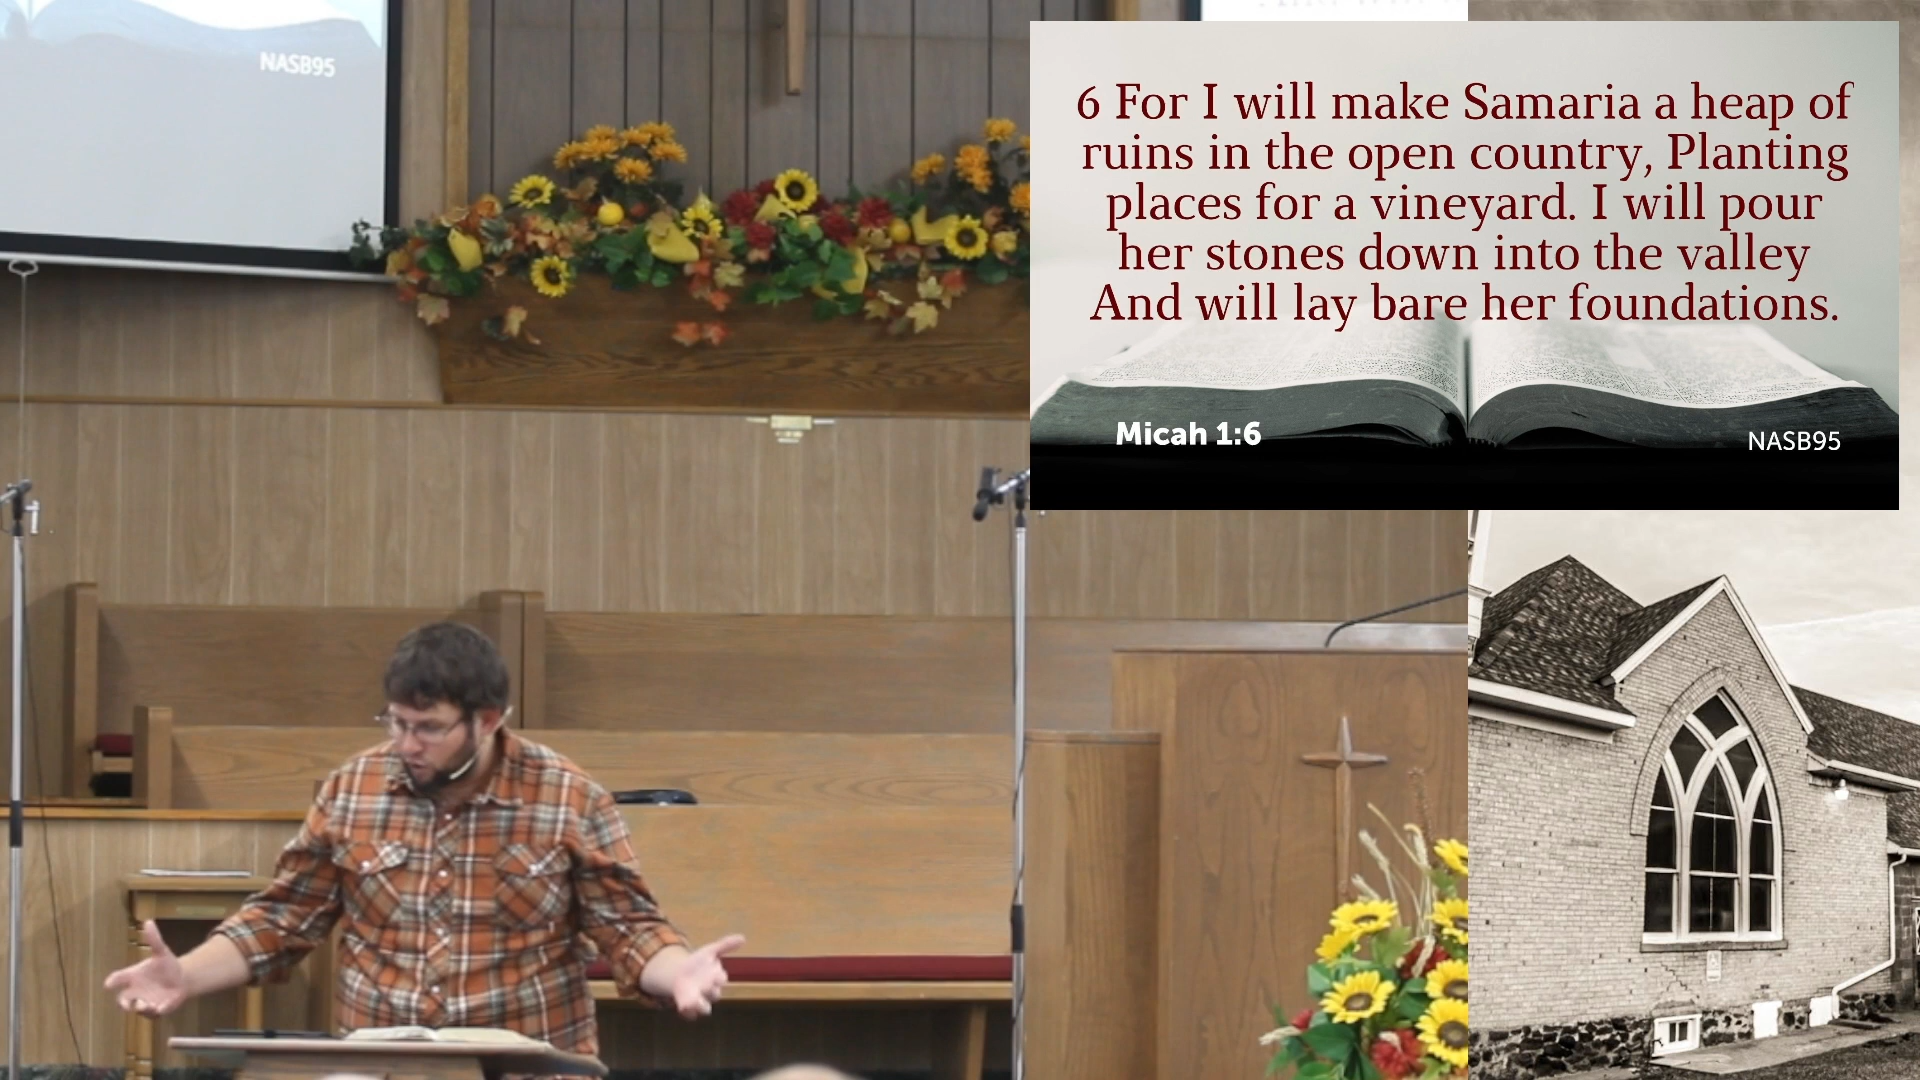 NASB95
6 For I will make Samaria a heap of
ruins in the open country, Planting
places for a vineyard. I will pour
her stones down into the valley
And will lay bare her foundations.
Micah 1:6
NASB95